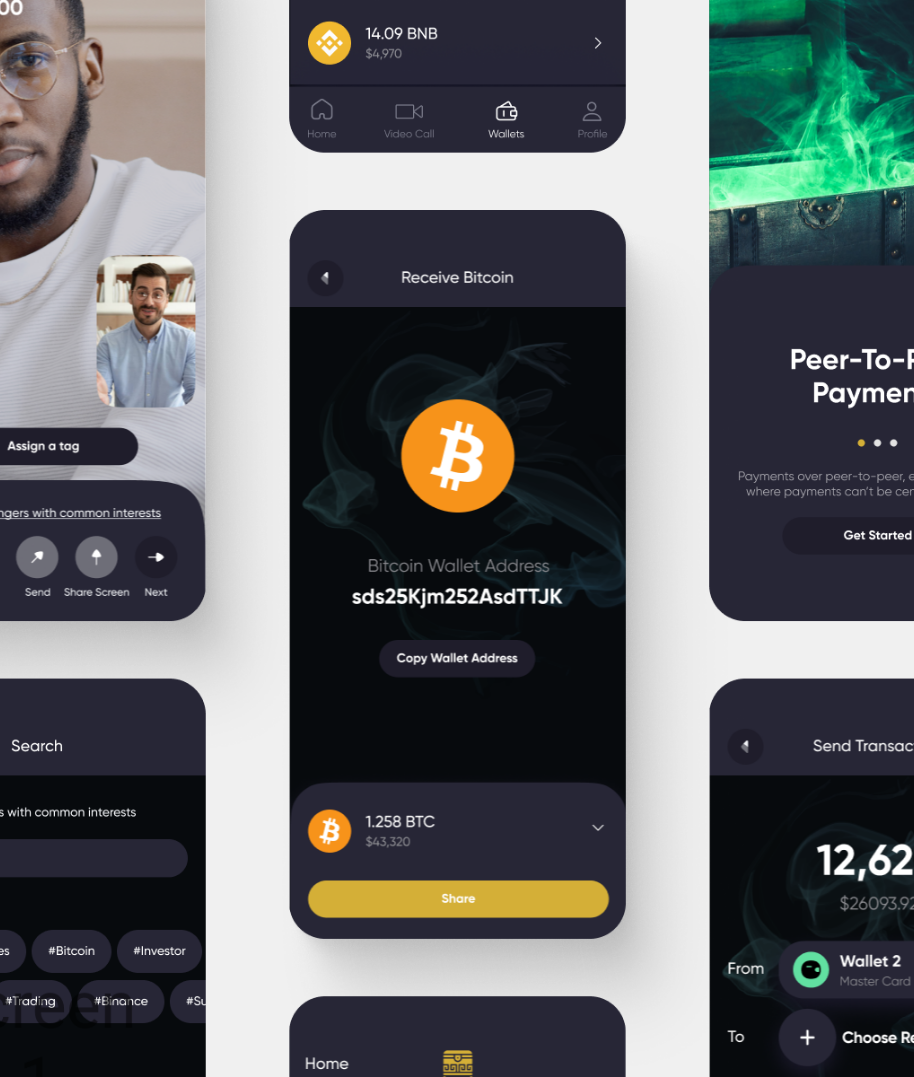 00
14.09 BNB
$4,970
Home
Video Call
Wallets
Profile
Assign a tag
ngers with common interests
Send
Share Screen
Next
Receive Bitcoin
Bitcoin Wallet Address
sds25Kjm252AsdTTJK
Copy Wallet Address
1.258 BTC
$43,320
Share
Peer-To-P
Paymen
Payments over peer-to-peer, e
where payments can't be cen
Get Started
Search
s with common interests
es
#Bitcoin
#Investor
#Trading
#Binance
#Su
creen
1
Home
Send Transac
12,62
$26093.92
From
Wallet 2
Master Card
To
Choose Re